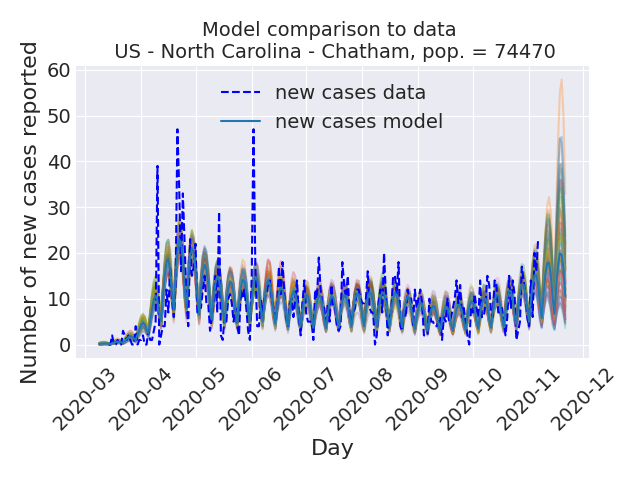 Model comparison to data
US - North Carolina - Chatham, pop. = 74470
Number of new cases reported
60
50
40
30
20
10
0
new cases data
new cases model
2020-03
2020-04
2020-05
2020-06
2020-07
2020-08
2020-09
2020-10
2020-11
2020-12
Day